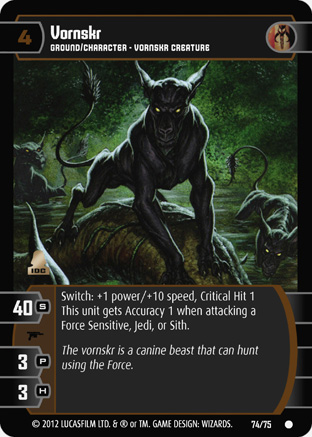 4
Vornskr
GROUND/CHARACTER - VORNSKR CREATURE
IDC
40 S
Switch: +1 power/+10 speed, Critical Hit 1
This unit gets Accuracy 1 when attacking a
Force Sensitive, Jedi, or Sith.
3 P
The vornskr is a canine beast that can hunt
using the Force.
3 H
© 2012 LUCASFILM LTD. & ® or TM. GAME DESIGN: WIZARDS.
74/75